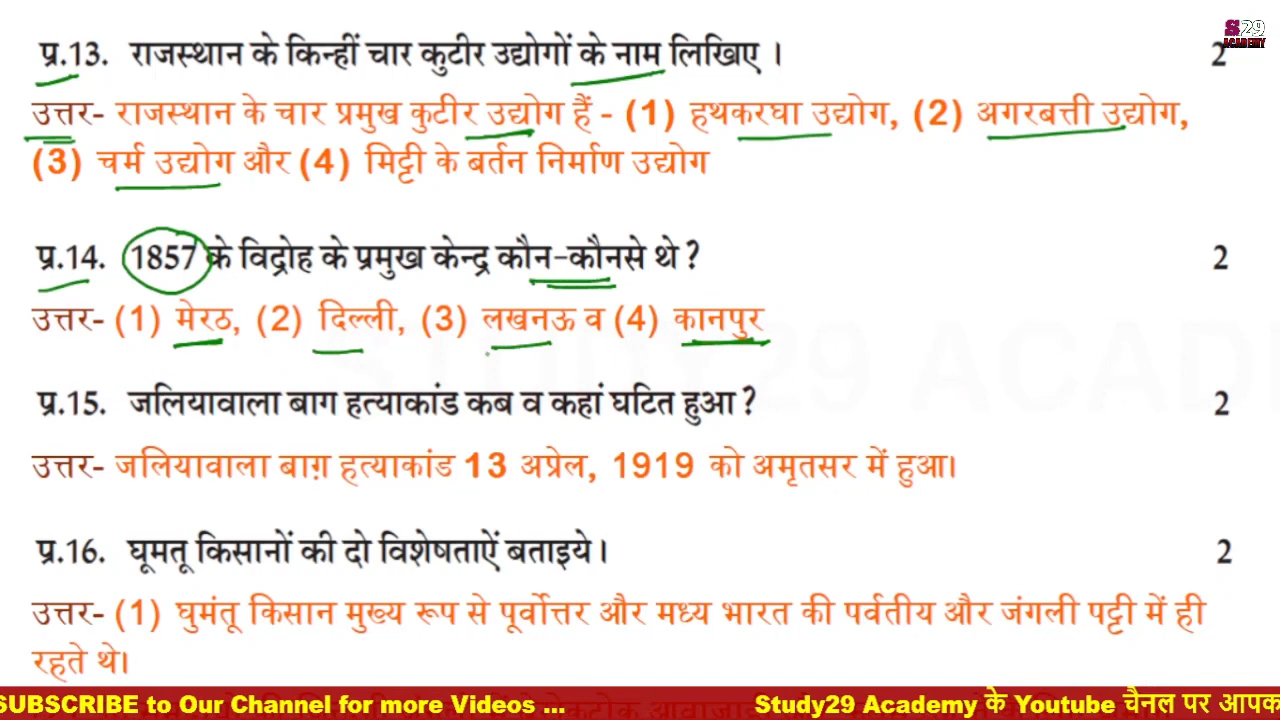 S29
ACADEMY
प्र.13. राजस्थान के किन्हीं चार कुटीर उद्योगों के नाम लिखिए । 2
उत्तर- राजस्थान के चार प्रमुख कुटीर उद्योग हैं - (1) हथकरघा उद्योग, (2) अगरबत्ती उद्योग,
(3) चर्म उद्योग और (4) मिट्टी के बर्तन निर्माण उद्योग
प्र.14. 1857 के विद्रोह के प्रमुख केन्द्र कौन-कौनसे थे ? 2
उत्तर- (1) मेरठ, (2) दिल्ली, (3) लखनऊ व (4) कानपुर
STUDY29 ACADE
प्र.15. जलियावाला बाग हत्याकांड कब व कहां घटित हुआ ? 2
उत्तर- जलियावाला बाग़ हत्याकांड 13 अप्रेल, 1919 को अमृतसर में हुआ।
प्र.16. घूमतू किसानों की दो विशेषताऐं बताइये। 2
उत्तर- (1) घुमंतू किसान मुख्य रूप से पूर्वोत्तर और मध्य भारत की पर्वतीय और जंगली पट्टी में ही
रहते थे।
SUBSCRIBE to Our Channel for more Videos ... Study29 Academy के Youtube चैनल पर आपक